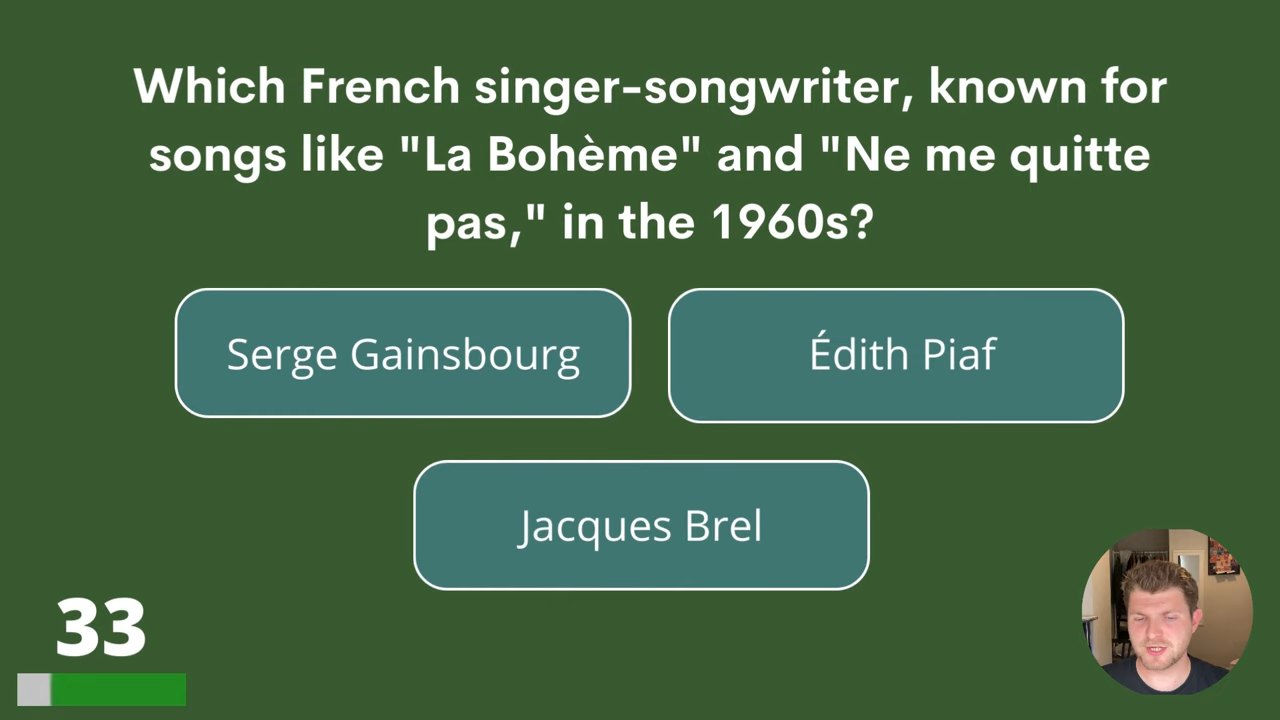 Which French singer-songwriter, known for
songs like "La Bohème" and "Ne me quitte
pas," in the 1960s?
Serge Gainsbourg
Édith Piaf
Jacques Brel
33